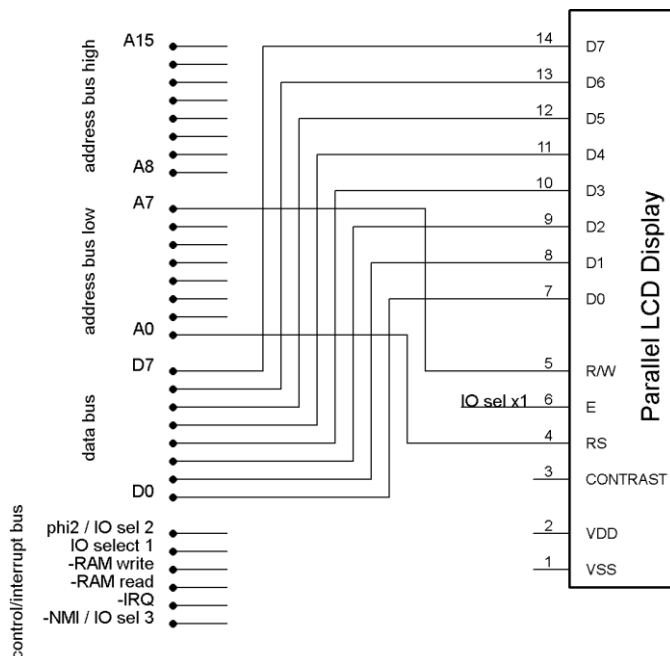 address bus high
A15
A8
address bus low
A7
A0
data bus
D7
D0
control/interrupt bus
phi2 / IO sel 2
IO select 1
-RAM write
-RAM read
-IRQ
-NMI / IO sel 3
14 D7
13 D6
12 D5
11 D4
10 D3
9 D2
8 D1
7 D0
5 R/W
IO sel x1 6 E
4 RS
3 CONTRAST
2 VDD
1 VSS
Parallel LCD Display